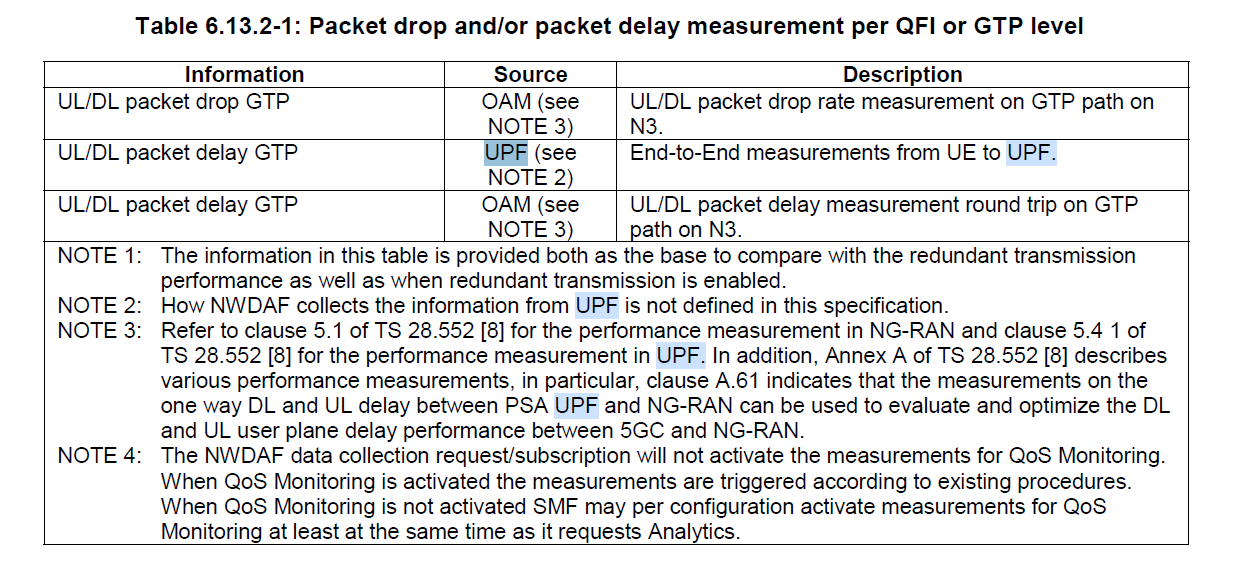 Table 6.13.2-1: Packet drop and/or packet delay measurement per QFI or GTP level
Information Source Description
UL/DL packet drop GTP OAM (see UL/DL packet drop rate measurement on GTP path on
NOTE 3) N3.
UL/DL packet delay GTP UPF (see End-to-End measurements from UE to UPF.
NOTE 2)
UL/DL packet delay GTP OAM (see UL/DL packet delay measurement round trip on GTP
NOTE 3) path on N3.
NOTE 1: The information in this table is provided both as the base to compare with the redundant transmission
performance as well as when redundant transmission is enabled.
NOTE 2: How NWDAF collects the information from UPF is not defined in this specification.
NOTE 3: Refer to clause 5.1 of TS 28.552 [8] for the performance measurement in NG-RAN and clause 5.4 1 of
TS 28.552 [8] for the performance measurement in UPF. In addition, Annex A of TS 28.552 [8] describes
various performance measurements, in particular, clause A.61 indicates that the measurements on the
one way DL and UL delay between PSA UPF and NG-RAN can be used to evaluate and optimize the DL
and UL user plane delay performance between 5GC and NG-RAN.
NOTE 4: The NWDAF data collection request/subscription will not activate the measurements for QoS Monitoring.
When QoS Monitoring is activated the measurements are triggered according to existing procedures.
When QoS Monitoring is not activated SMF may per configuration activate measurements for QoS
Monitoring at least at the same time as it requests Analytics.